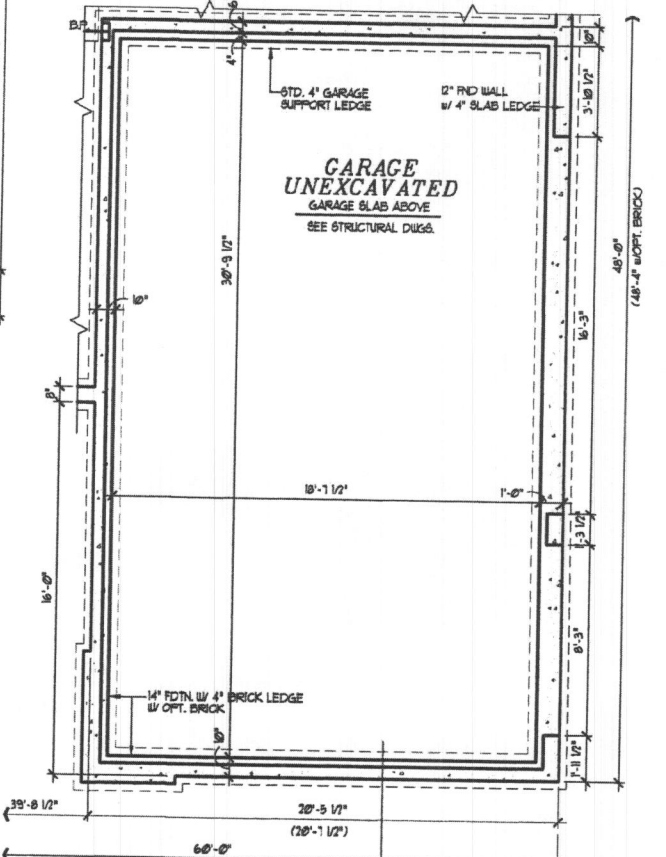 6"
B.P.
4"
10"
STD. 4" GARAGE
SUPPORT LEDGE
12" FND WALL
W/ 4" SLAB LEDGE
3'-10 1/2"
GARAGE
UNEXCAVATED
GARAGE SLAB ABOVE
SEE STRUCTURAL DWGS.
30'-9 1/2"
48'-0"
(48'-4" W/OPT. BRICK)
10"
16'-3"
8"
18'-7 1/2"
1'-0"
1'-3 1/2"
16'-0"
8'-3"
14" FDTN. W/ 4" BRICK LEDGE
W/ OPT. BRICK
10"
1'-11 1/2"
39'-8 1/2"
20'-5 1/2"
(20'-7 1/2")
60'-0"